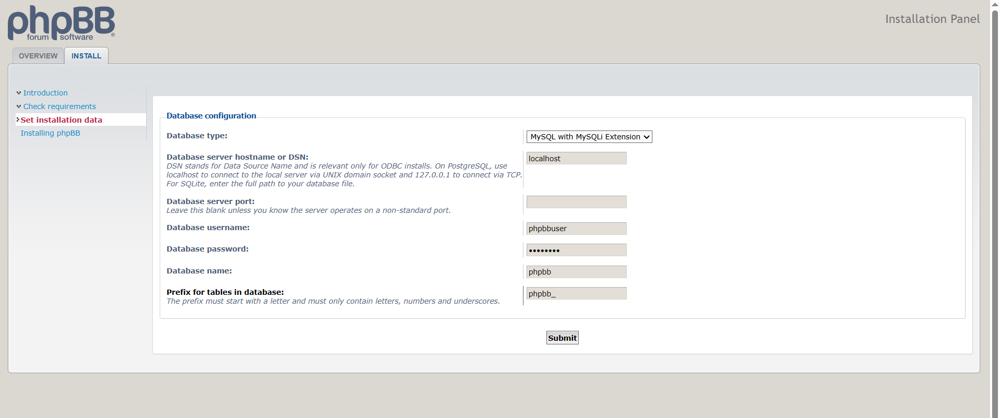 phpBB
forum software ®
Installation Panel
OVERVIEW
INSTALL
Introduction
Check requirements
Set installation data
Installing phpBB
Database configuration
Database type:
MySQL with MySQLi Extension
Database server hostname or DSN:
localhost
DSN stands for Data Source Name and is relevant only for ODBC installs. On PostgreSQL, use
localhost to connect to the local server via UNIX domain socket and 127.0.0.1 to connect via TCP.
For SQLite, enter the full path to your database file.
Database server port:
Leave this blank unless you know the server operates on a non-standard port.
Database username:
phpbbuser
Database password:
••••••••
Database name:
phpbb
Prefix for tables in database:
phpbb_
The prefix must start with a letter and must only contain letters, numbers and underscores.
Submit